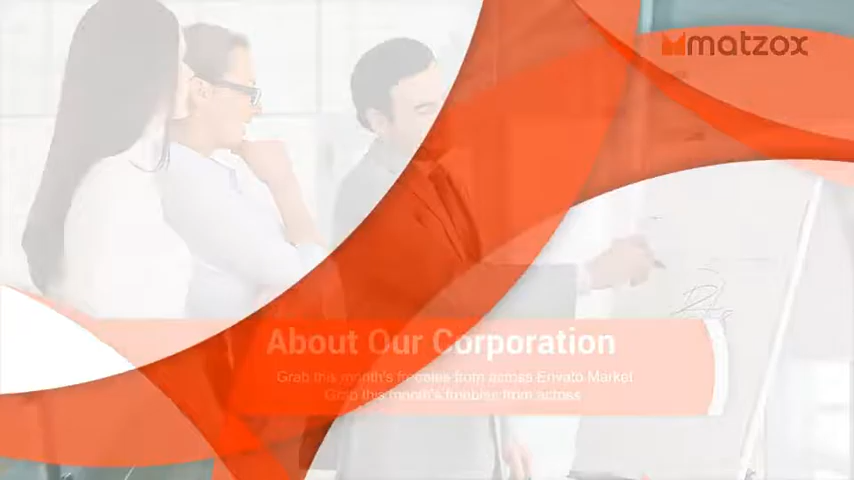 matzox
About Our Corporation
Grab this month's freebies from across Envato Market
Grab this month's freebies from across